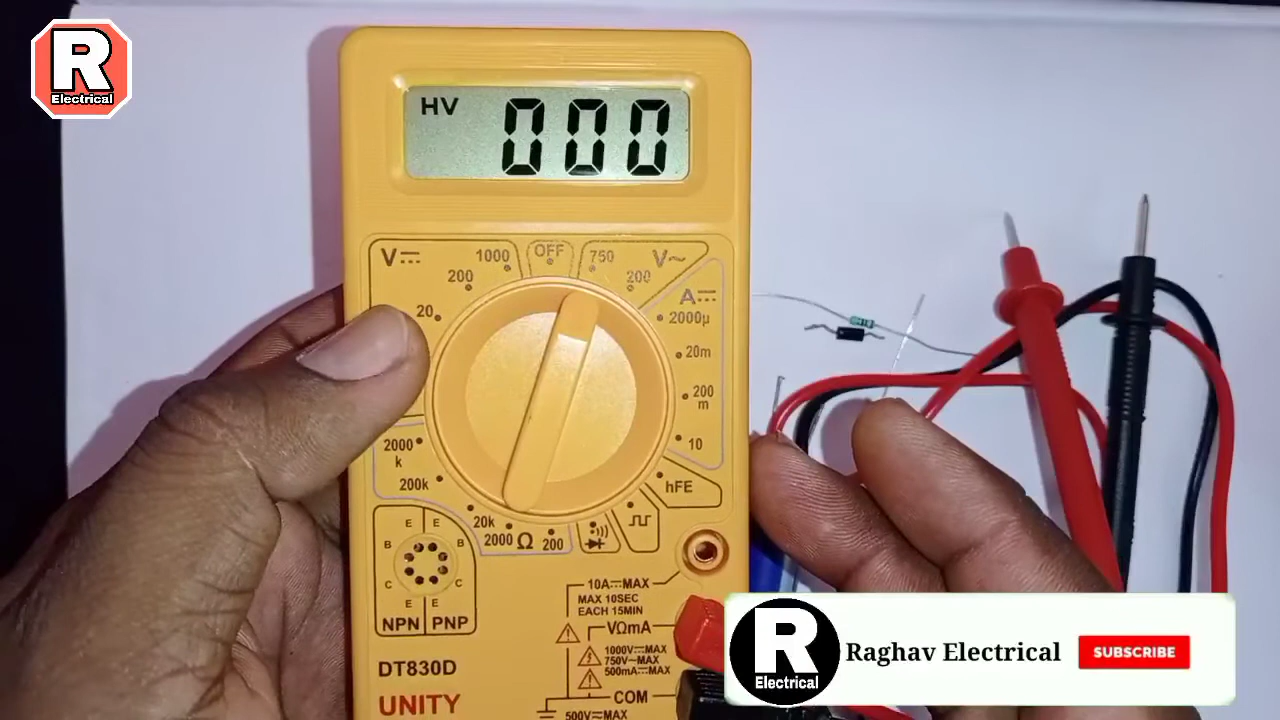 R
Electrical
HV 000
V⎓ 1000 OFF 750 V~
200 200
20
A⎓
2000µ
20m
200
m
10
hFE
2000
k
200k
20k
2000 Ω 200
E E
B B
C C
E E
NPN PNP
10A⎓MAX
MAX 10SEC
EACH 15MIN
VΩmA
1000V⎓MAX
750V~MAX
500mA⎓MAX
COM
500V≂MAX
DT830D
UNITY
R
Electrical
Raghav Electrical
SUBSCRIBE